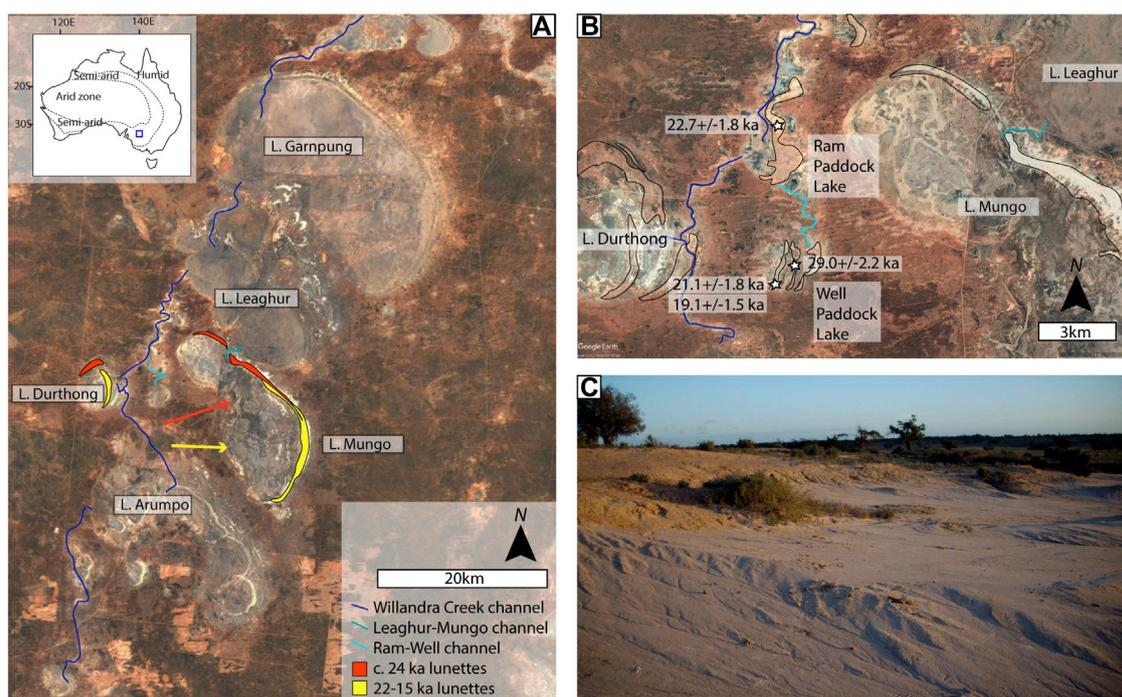 A
120E
140E
Semi-arid
Humid
20S
Arid zone
30S
Semi-arid
L. Garnpung
L. Leaghur
L. Durthong
L. Mungo
L. Arumpo
N
20km
Willandra Creek channel
Leaghur-Mungo channel
Ram-Well channel
c. 24 ka lunettes
22-15 ka lunettes
B
L. Leaghur
22.7+/-1.8 ka
Ram
Paddock
Lake
L. Mungo
L. Durthong
29.0+/-2.2 ka
21.1+/-1.8 ka
19.1+/-1.5 ka
Well
Paddock
Lake
N
3km
Google Earth
C